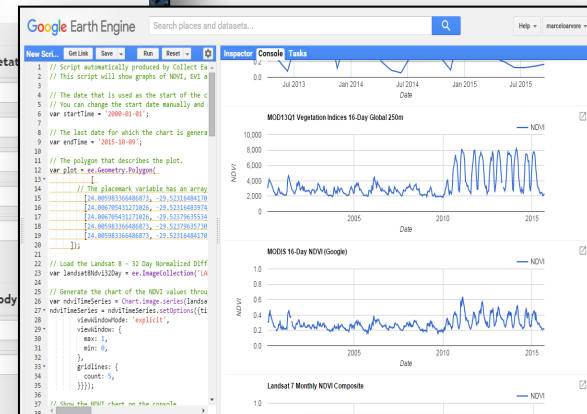 etat
ody
Google Earth Engine
Search places and datasets...
Help
marceloarvore
New Scri...
Get Link
Save
Run
Reset
Inspector
Console
Tasks
1 // Script automatically produced by Collect Ea
2 // This script will show graphs of NDVI, EVI a
3
4 // The date that is used as the start of the c
5 // You can change the start date manually and
6 var startTime = '2000-01-01';
7
8 // The last date for which the chart is genera
9 var endTime = '2015-10-09';
10
11 // The polygon that describes the plot.
12 var plot = ee.Geometry.Polygon(
13 [
14 // The placemark variable has an array
15 [24.005983366486873, -29.52316484170
16 [24.006705431271026, -29.52316483974
17 [24.006705431271026, -29.52379635534
18 [24.005983366486873, -29.52379635730
19 [24.005983366486873, -29.52316484170
20 ]);
21
22 // Load the Landsat 8 - 32 Day Normalized Diff
23 var landsat8Ndvi32Day = ee.ImageCollection('LA
24
25 // Generate the chart of the NDVI values throu
26 var ndviTimeSeries = Chart.image.series(landsa
27 ndviTimeSeries = ndviTimeSeries.setOptions({ti
28 viewWindowMode: 'explicit',
29 viewWindow: {
30 max: 1,
31 min: 0,
32 },
33 gridlines: {
34 count: 5,
35 }}});
36
37 // Show the NDVI chart on the console
38
0.2
0.0
Jul 2013
Jan 2014
Jul 2014
Jan 2015
Jul 2015
Date
MOD13Q1 Vegetation Indices 16-Day Global 250m
NDVI
10,000
8,000
6,000
4,000
2,000
0
NDVI
2005
2010
2015
Date
MODIS 16-Day NDVI (Google)
NDVI
1.0
0.8
0.6
0.4
0.2
0.0
NDVI
2005
2010
2015
Date
Landsat 7 Monthly NDVI Composite
NDVI
1.0